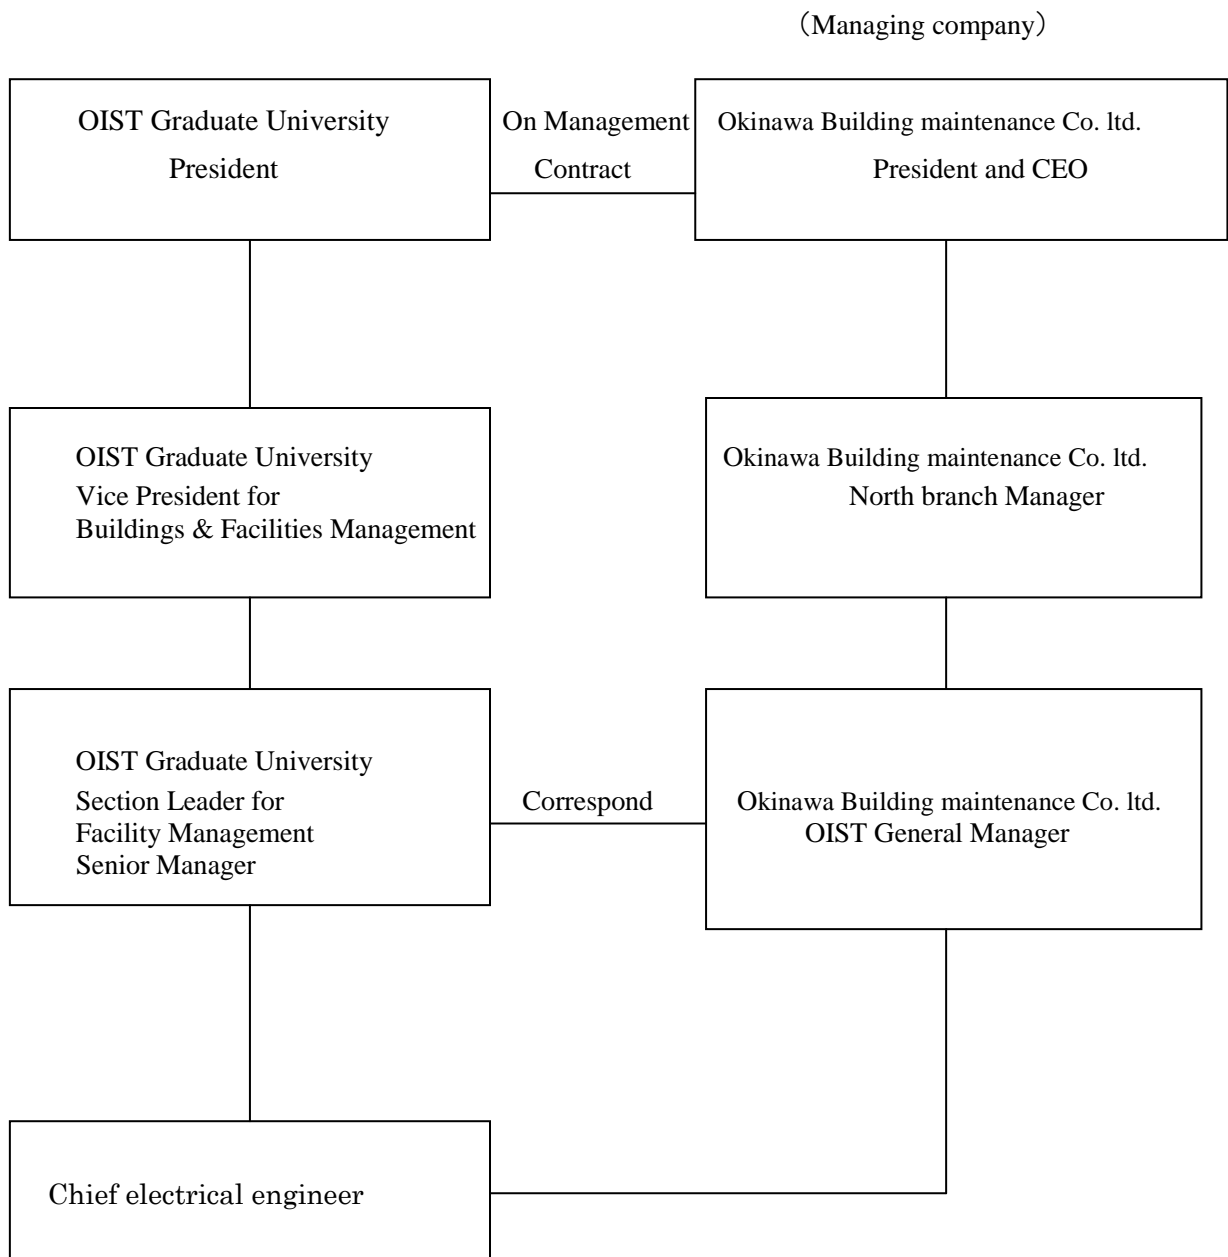 （Managing company）
OIST Graduate University
President
On Management
Contract
Okinawa Building maintenance Co. ltd.
President and CEO
OIST Graduate University
Vice President for
Buildings & Facilities Management
Okinawa Building maintenance Co. ltd.
North branch Manager
OIST Graduate University
Section Leader for
Facility Management
Senior Manager
Correspond
Okinawa Building maintenance Co. ltd.
OIST General Manager
Chief electrical engineer